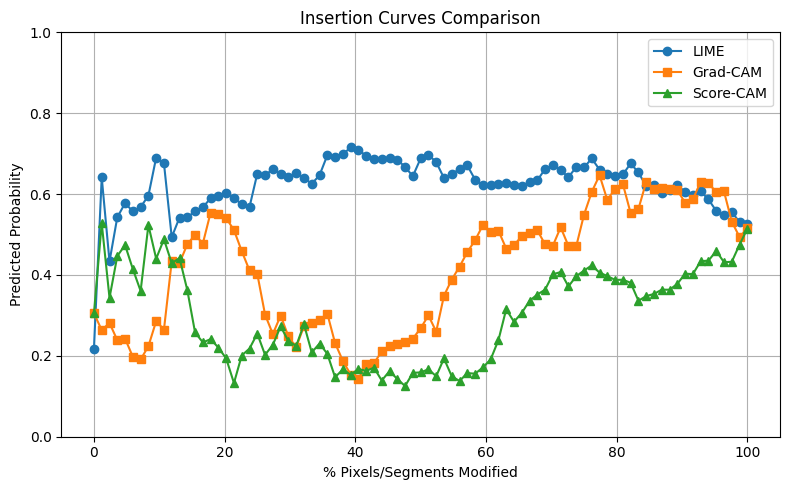 Insertion Curves Comparison
1.0
0.8
0.6
0.4
0.2
0.0
Predicted Probability
LIME
Grad-CAM
Score-CAM
0
20
40
60
80
100
% Pixels/Segments Modified